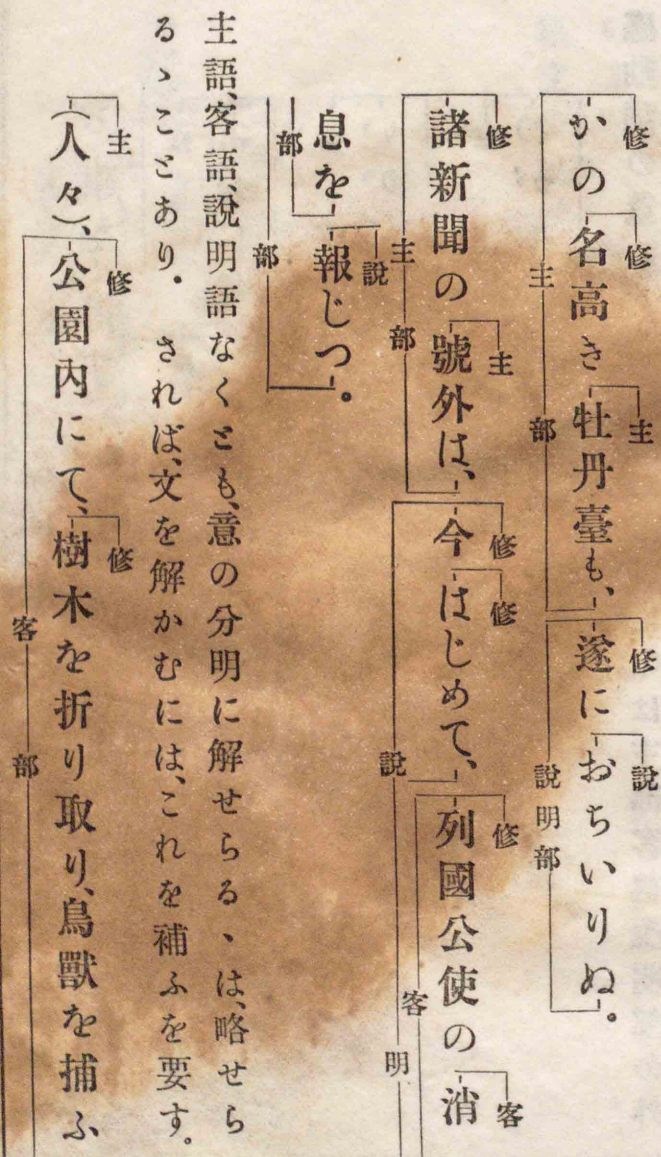 かの名高き牡丹臺も、遂におちいりぬ。
修
修
主
修
説
主部
説明部
諸新聞の號外は、今はじめて、列國公使の消
修
主
修
修
修
客
主部
説明
客
息を報じつ。
説
部
部
主語、客語、説明語なくとも、意の分明に解せらるゝは、略せら
るゝことあり。されば、文を解かむには、これを補ふを要す。
(人々)、公園內にて、樹木を折り取り、鳥獸を捕ふ
主
修
修
客部